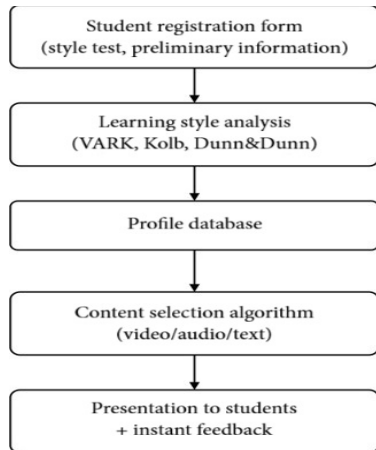 Student registration form
(style test, preliminary information)
Learning style analysis
(VARK, Kolb, Dunn&Dunn)
Profile database
Content selection algorithm
(video/audio/text)
Presentation to students
+ instant feedback